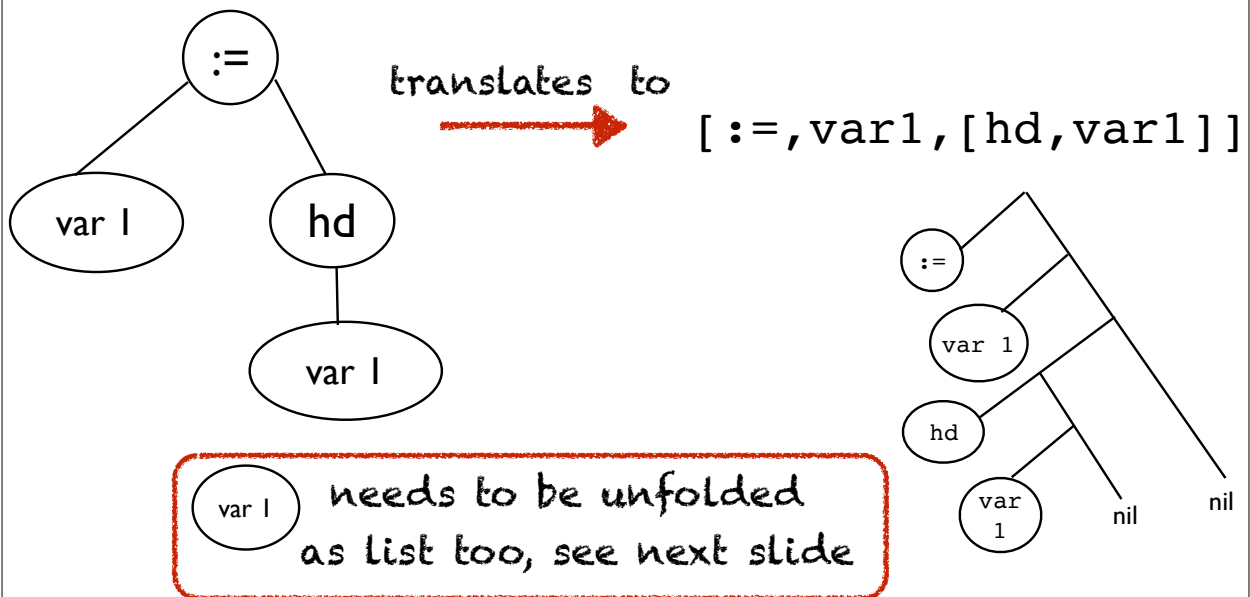 :=
translates to
[:=,var1,[hd,var1]]
var 1
hd
var 1
:=
var 1
hd
var
1
nil
nil
var 1
needs to be unfolded
as list too, see next slide